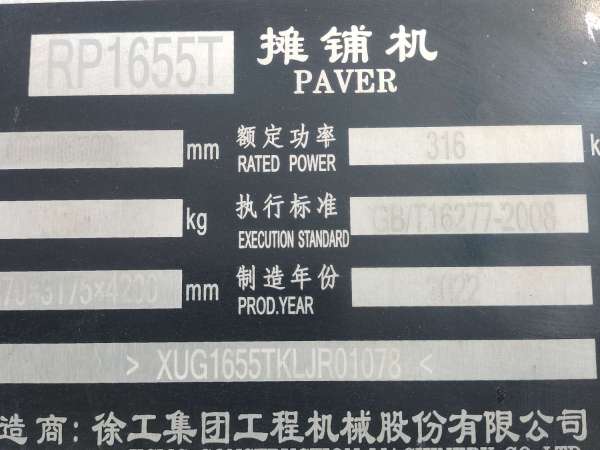 RP1655T 摊铺机
PAVER
mm 额定功率 316 k
RATED POWER
kg 执行标准 GB/T16277-2008
EXECUTION STANDARD
mm 制造年份 2022
PROD.YEAR
> XUG1655TKLJR01078 <
造商: 徐工集团工程机械股份有限公司